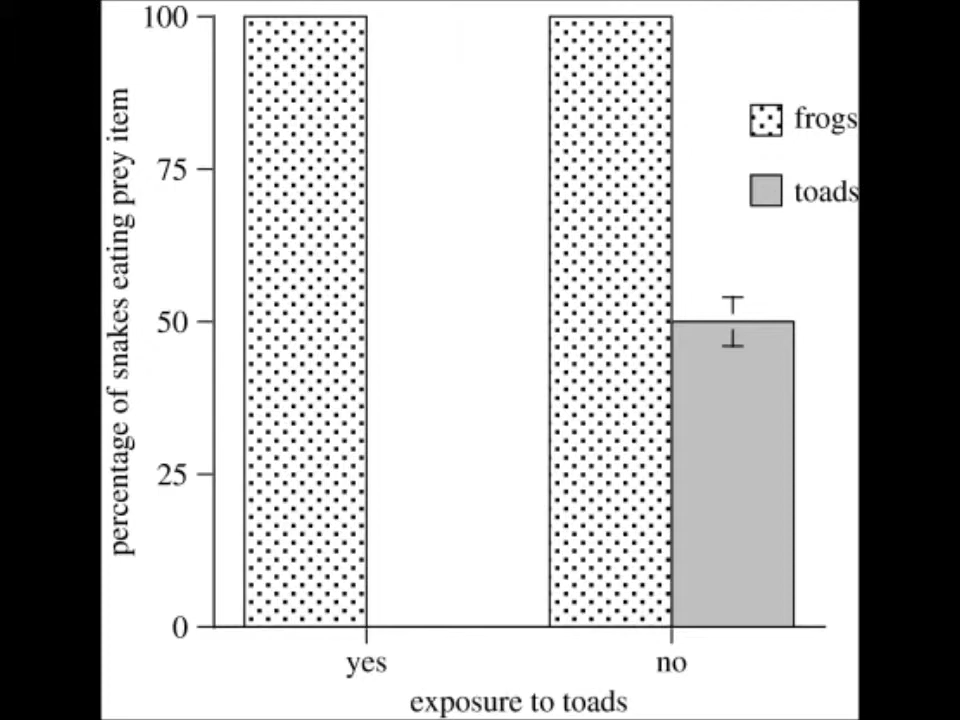 percentage of snakes eating prey item
100
75
50
25
0
frogs
toads
yes no
exposure to toads